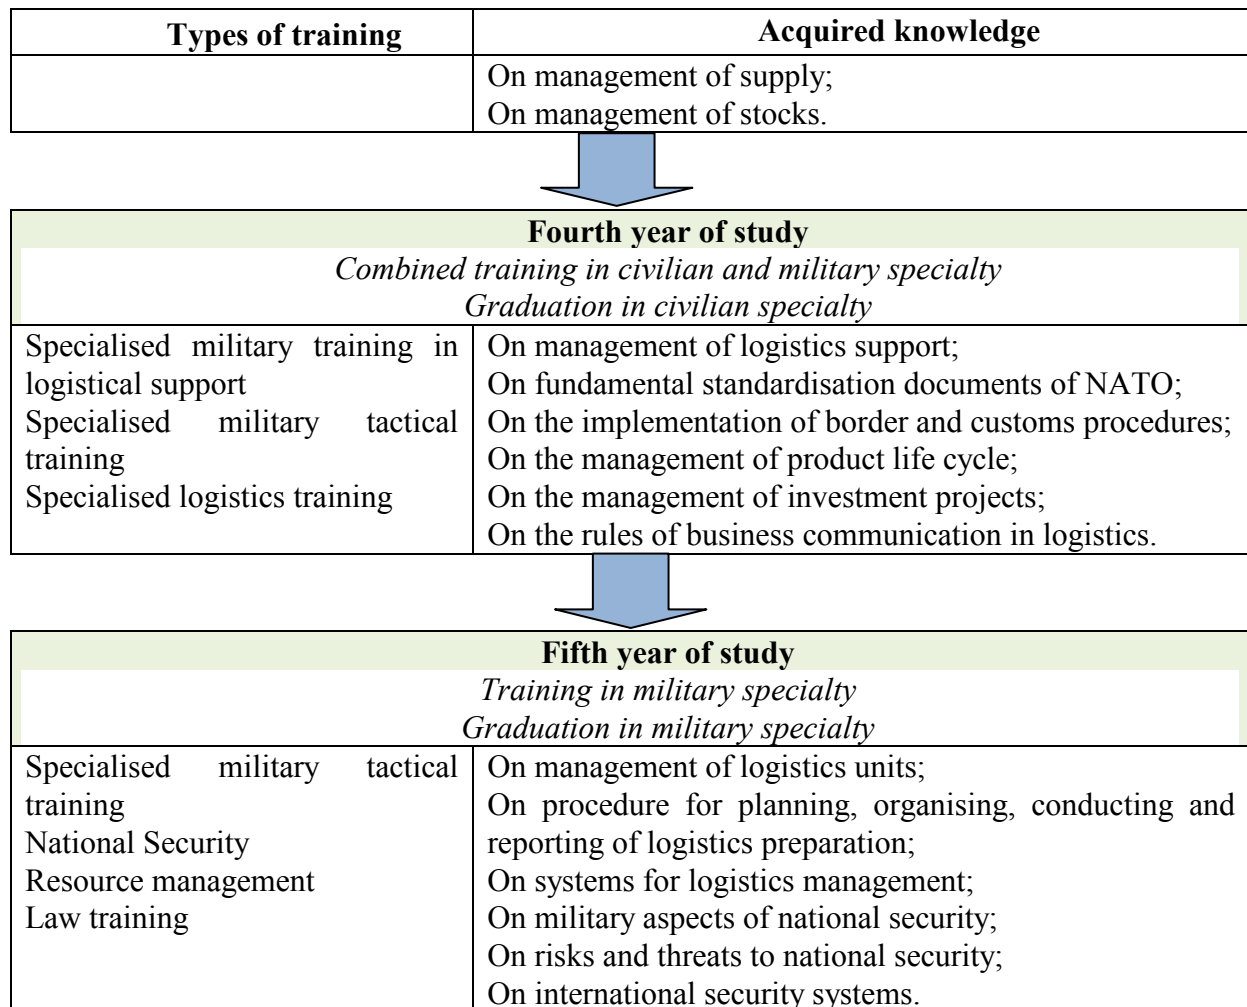 Types of training
Acquired knowledge
On management of supply;
On management of stocks.
Fourth year of study
Combined training in civilian and military specialty
Graduation in civilian specialty
Specialised military training in
logistical support
Specialised military tactical
training
Specialised logistics training
On management of logistics support;
On fundamental standardisation documents of NATO;
On the implementation of border and customs procedures;
On the management of product life cycle;
On the management of investment projects;
On the rules of business communication in logistics.
Fifth year of study
Training in military specialty
Graduation in military specialty
Specialised military tactical
training
National Security
Resource management
Law training
On management of logistics units;
On procedure for planning, organising, conducting and
reporting of logistics preparation;
On systems for logistics management;
On military aspects of national security;
On risks and threats to national security;
On international security systems.